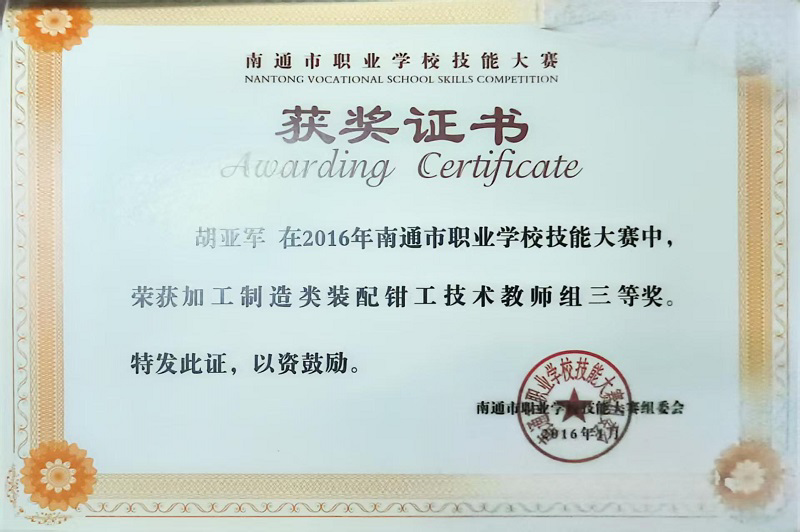 南通市职业学校技能大赛
NANTONG VOCATIONAL SCHOOL SKILLS COMPETITION
获奖证书
Awarding Certificate
胡亚军 在2016年南通市职业学校技能大赛中，
荣获加工制造类装配钳工技术教师组三等奖。
特发此证，以资鼓励。
南通市职业学校技能大赛组委会
2016年1月